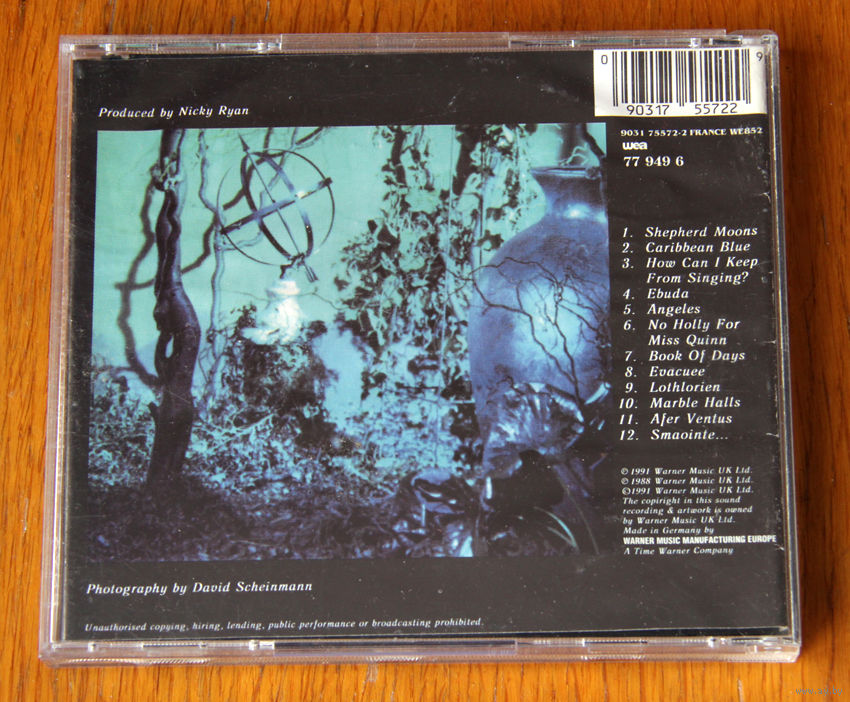 Produced by Nicky Ryan
0 90317 55722 9
9031 75572-2 FRANCE WE852
wea
77 949 6
1. Shepherd Moons
2. Caribbean Blue
3. How Can I Keep
From Singing?
4. Ebuda
5. Angeles
6. No Holly For
Miss Quinn
7. Book Of Days
8. Evacuee
9. Lothlorien
10. Marble Halls
11. Afer Ventus
12. Smaointe...
℗ 1991 Warner Music UK Ltd.
℗ 1988 Warner Music UK Ltd.
©1991 Warner Music UK Ltd.
The copiright in this sound
recording & artwork is owned
by Warner Music UK Ltd.
Made in Germany by
WARNER MUSIC MANUFACTURING EUROPE
A Time Warner Company
Photography by David Scheinmann
Unauthorised copying, hiring, lending, public performance or broadcasting prohibited.